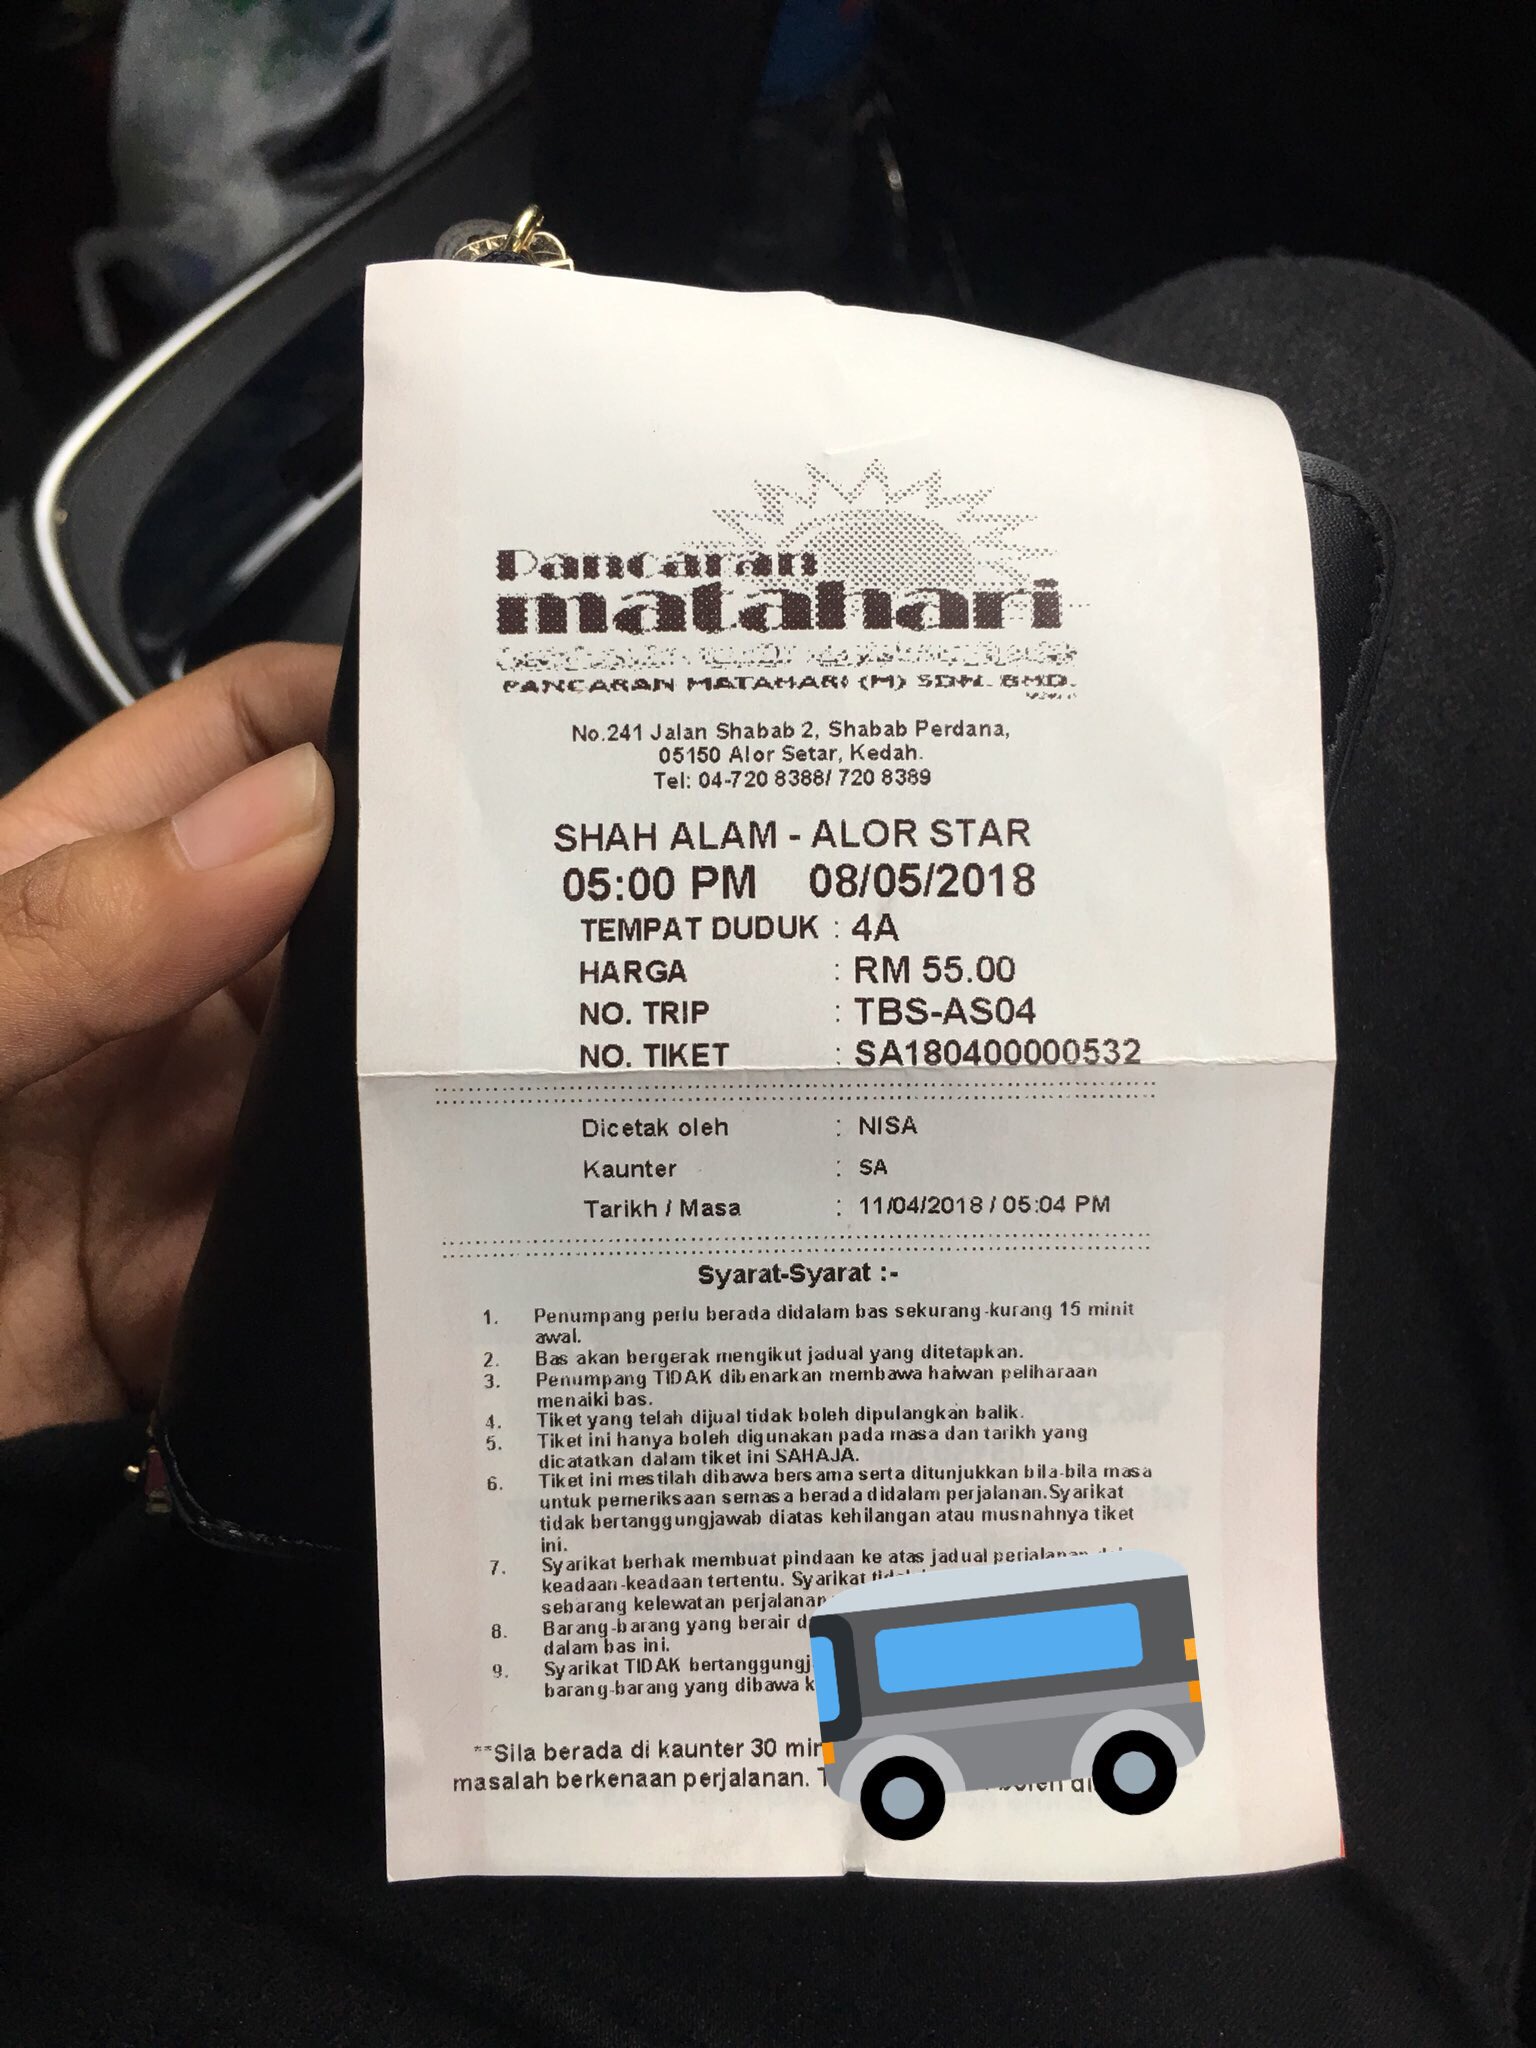 Pancaran
matahari
PANCARAN MATAHARI (M) SDN. BHD.
No.241 Jalan Shabab 2, Shabab Perdana,
05150 Alor Setar, Kedah.
Tel: 04-720 8388/ 720 8389
SHAH ALAM - ALOR STAR
05:00 PM 08/05/2018
TEMPAT DUDUK : 4A
HARGA : RM 55.00
NO. TRIP : TBS-AS04
NO. TIKET : SA180400000532
Dicetak oleh : NISA
Kaunter : SA
Tarikh / Masa : 11/04/2018 / 05:04 PM
Syarat-Syarat :-
1. Penumpang perlu berada didalam bas sekurang-kurang 15 minit
awal.
2. Bas akan bergerak mengikut jadual yang ditetapkan.
3. Penumpang TIDAK dibenarkan membawa haiwan peliharaan
menaiki bas.
4. Tiket yang telah dijual tidak boleh dipulangkan balik.
5. Tiket ini hanya boleh digunakan pada masa dan tarikh yang
dicatatkan dalam tiket ini SAHAJA.
6. Tiket ini mestilah dibawa bersama serta ditunjukkan bila-bila masa
untuk pemeriksaan semasa berada didalam perjalanan.Syarikat
tidak bertanggungjawab diatas kehilangan atau musnahnya tiket
ini.
7. Syarikat berhak membuat pindaan ke atas jadual perjalanan
keadaan-keadaan tertentu. Syarikat
sebarang kelewatan perjalanan
8. Barang-barang yang berair
dalam bas ini.
9. Syarikat TIDAK
barang-barang yang dibawa
**Sila berada di kaunter 30
masalah berkenaan perjalanan. boleh